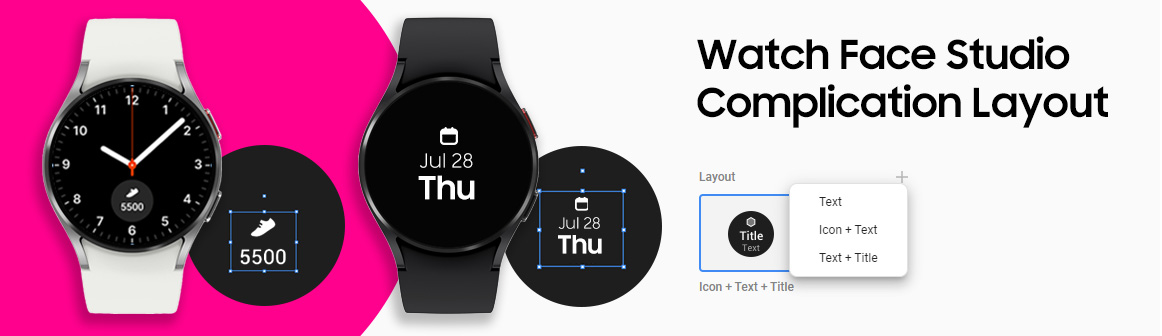 12
1
2
3
4
5
6
7
8
9
10
11
5500
5500
Jul 28
Thu
Jul 28
Thu
Watch Face Studio
Complication Layout
Layout
Title
Text
Text
Icon + Text
Text + Title
Icon + Text + Title